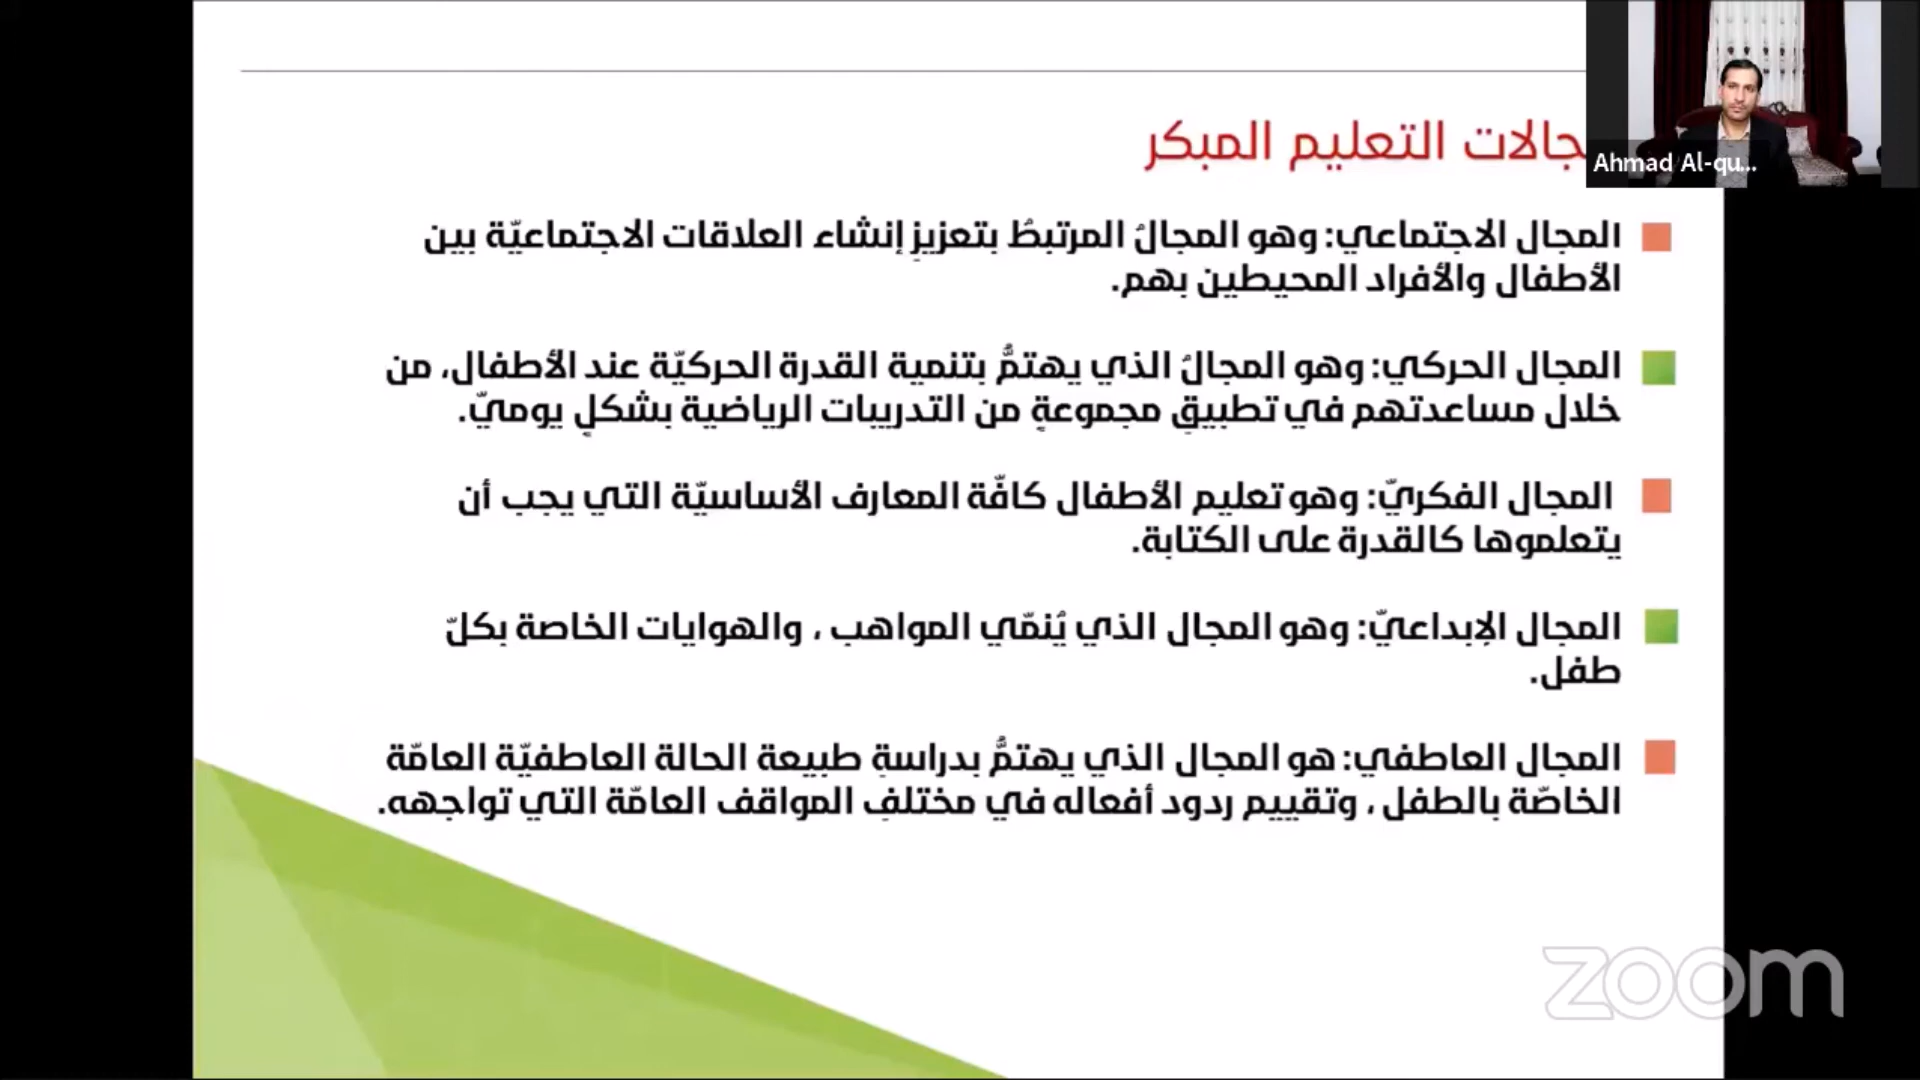 التعليم المبكر
Ahmad Al-qu...
المجال الاجتماعي: وهو المجالُ المرتبطُ بتعزيزِ إنشاء العلاقات الاجتماعيّة بين
الأطفال والأفراد المحيطين بهم.
المجال الحركي: وهو المجالُ الذي يهتمُّ بتنمية القدرة الحركيّة عند الأطفال، من
خلال مساعدتهم في تطبيقِ مجموعةٍ من التدريبات الرياضية بشكلٍ يوميّ.
المجال الفكريّ: وهو تعليم الأطفال كافّة المعارف الأساسيّة التي يجب أن
يتعلموها كالقدرة على الكتابة.
المجال الإبداعيّ: وهو المجال الذي يُنمّي المواهب ، والهوايات الخاصة بكلّ
طفل.
المجال العاطفي: هو المجال الذي يهتمُّ بدراسةِ طبيعة الحالة العاطفيّة العامّة
الخاصّة بالطفل ، وتقييم ردود أفعاله في مختلفِ المواقف العامّة التي تواجهه.
zoom